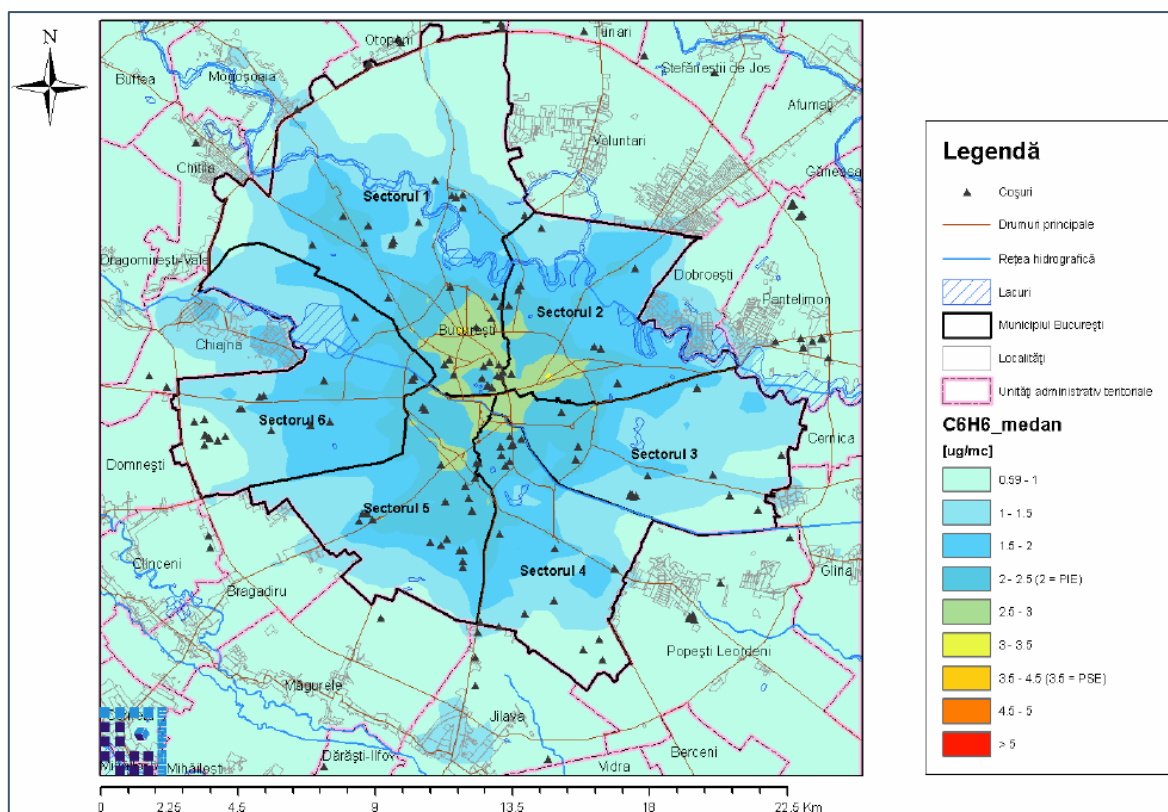 N
Otopeni
Tunari
Ștefănești de Jos
Buftea
Mogoșoaia
Afumați
Voluntari
Chitila
Găneasa
Sectorul 1
Dragomirești-Vale
Dobroești
Pantelimon
Sectorul 2
București
Chiajna
Sectorul 6
Cernica
Sectorul 3
Domnești
Sectorul 5
Clinceni
Sectorul 4
Glina
Bragadiru
Popești Leordeni
Măgurele
Jilava
Berceni
Dărăști-Ilfov
Vidra
Mihăilești
0 2.25 4.5 9 13.5 18 22.5 Km
Legendă
Coșuri
Drumuri principale
Rețea hidrografică
Lacuri
Municipiul București
Localități
Unități administrativ teritoriale
C6H6_medan
[ug/mc]
0.59 - 1
1 - 1.5
1.5 - 2
2 - 2.5 (2 = PIE)
2.5 - 3
3 - 3.5
3.5 - 4.5 (3.5 = PSE)
4.5 - 5
> 5